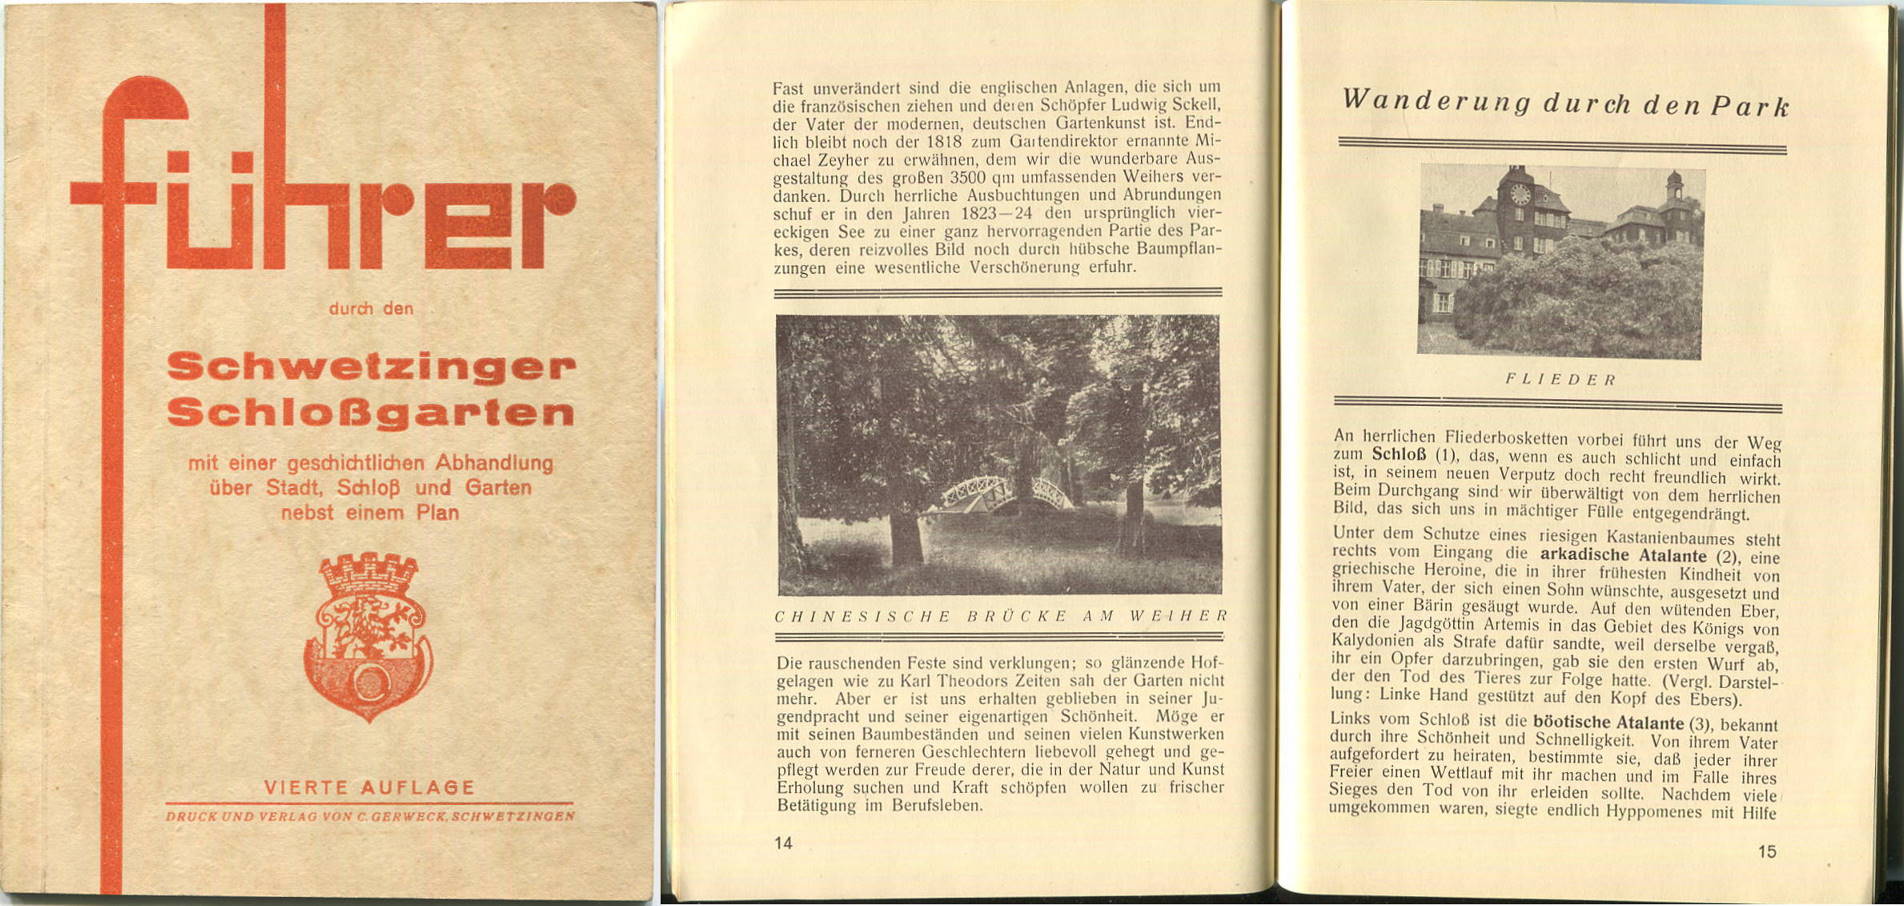 führer
durch den
Schwetzinger
Schloßgarten
mit einer geschichtlichen Abhandlung
über Stadt, Schloß und Garten
nebst einem Plan
VIERTE AUFLAGE
DRUCK UND VERLAG VON C. GERWECK, SCHWETZINGEN
Fast unverändert sind die englischen Anlagen, die sich um
die französischen ziehen und deren Schöpfer Ludwig Sckell,
der Vater der modernen, deutschen Gartenkunst ist. End-
lich bleibt noch der 1818 zum Gartendirektor ernannte Mi-
chael Zeyher zu erwähnen, dem wir die wunderbare Aus-
gestaltung des großen 3500 qm umfassenden Weihers ver-
danken. Durch herrliche Ausbuchtungen und Abrundungen
schuf er in den Jahren 1823—24 den ursprünglich vier-
eckigen See zu einer ganz hervorragenden Partie des Par-
kes, deren reizvolles Bild noch durch hübsche Baumpflan-
zungen eine wesentliche Verschönerung erfuhr.
CHINESISCHE BRÜCKE AM WEIHER
Die rauschenden Feste sind verklungen; so glänzende Hof-
gelagen wie zu Karl Theodors Zeiten sah der Garten nicht
mehr. Aber er ist uns erhalten geblieben in seiner Ju-
gendpracht und seiner eigenartigen Schönheit. Möge er
mit seinen Baumbeständen und seinen vielen Kunstwerken
auch von ferneren Geschlechtern liebevoll gehegt und ge-
pflegt werden zur Freude derer, die in der Natur und Kunst
Erholung suchen und Kraft schöpfen wollen zu frischer
Betätigung im Berufsleben.
14
Wanderung durch den Park
FLIEDER
An herrlichen Fliederbosketten vorbei führt uns der Weg
zum Schloß (1), das, wenn es auch schlicht und einfach
ist, in seinem neuen Verputz doch recht freundlich wirkt.
Beim Durchgang sind wir überwältigt von dem herrlichen
Bild, das sich uns in mächtiger Fülle entgegendrängt.
Unter dem Schutze eines riesigen Kastanienbaumes steht
rechts vom Eingang die arkadische Atalante (2), eine
griechische Heroine, die in ihrer frühesten Kindheit von
ihrem Vater, der sich einen Sohn wünschte, ausgesetzt und
von einer Bärin gesäugt wurde. Auf den wütenden Eber,
den die Jagdgöttin Artemis in das Gebiet des Königs von
Kalydonien als Strafe dafür sandte, weil derselbe vergaß,
ihr ein Opfer darzubringen, gab sie den ersten Wurf ab,
der den Tod des Tieres zur Folge hatte. (Vergl. Darstel-
lung: Linke Hand gestützt auf den Kopf des Ebers).
Links vom Schloß ist die böotische Atalante (3), bekannt
durch ihre Schönheit und Schnelligkeit. Von ihrem Vater
aufgefordert zu heiraten, bestimmte sie, daß jeder ihrer
Freier einen Wettlauf mit ihr machen und im Falle ihres
Sieges den Tod von ihr erleiden sollte. Nachdem viele
umgekommen waren, siegte endlich Hyppomenes mit Hilfe
15